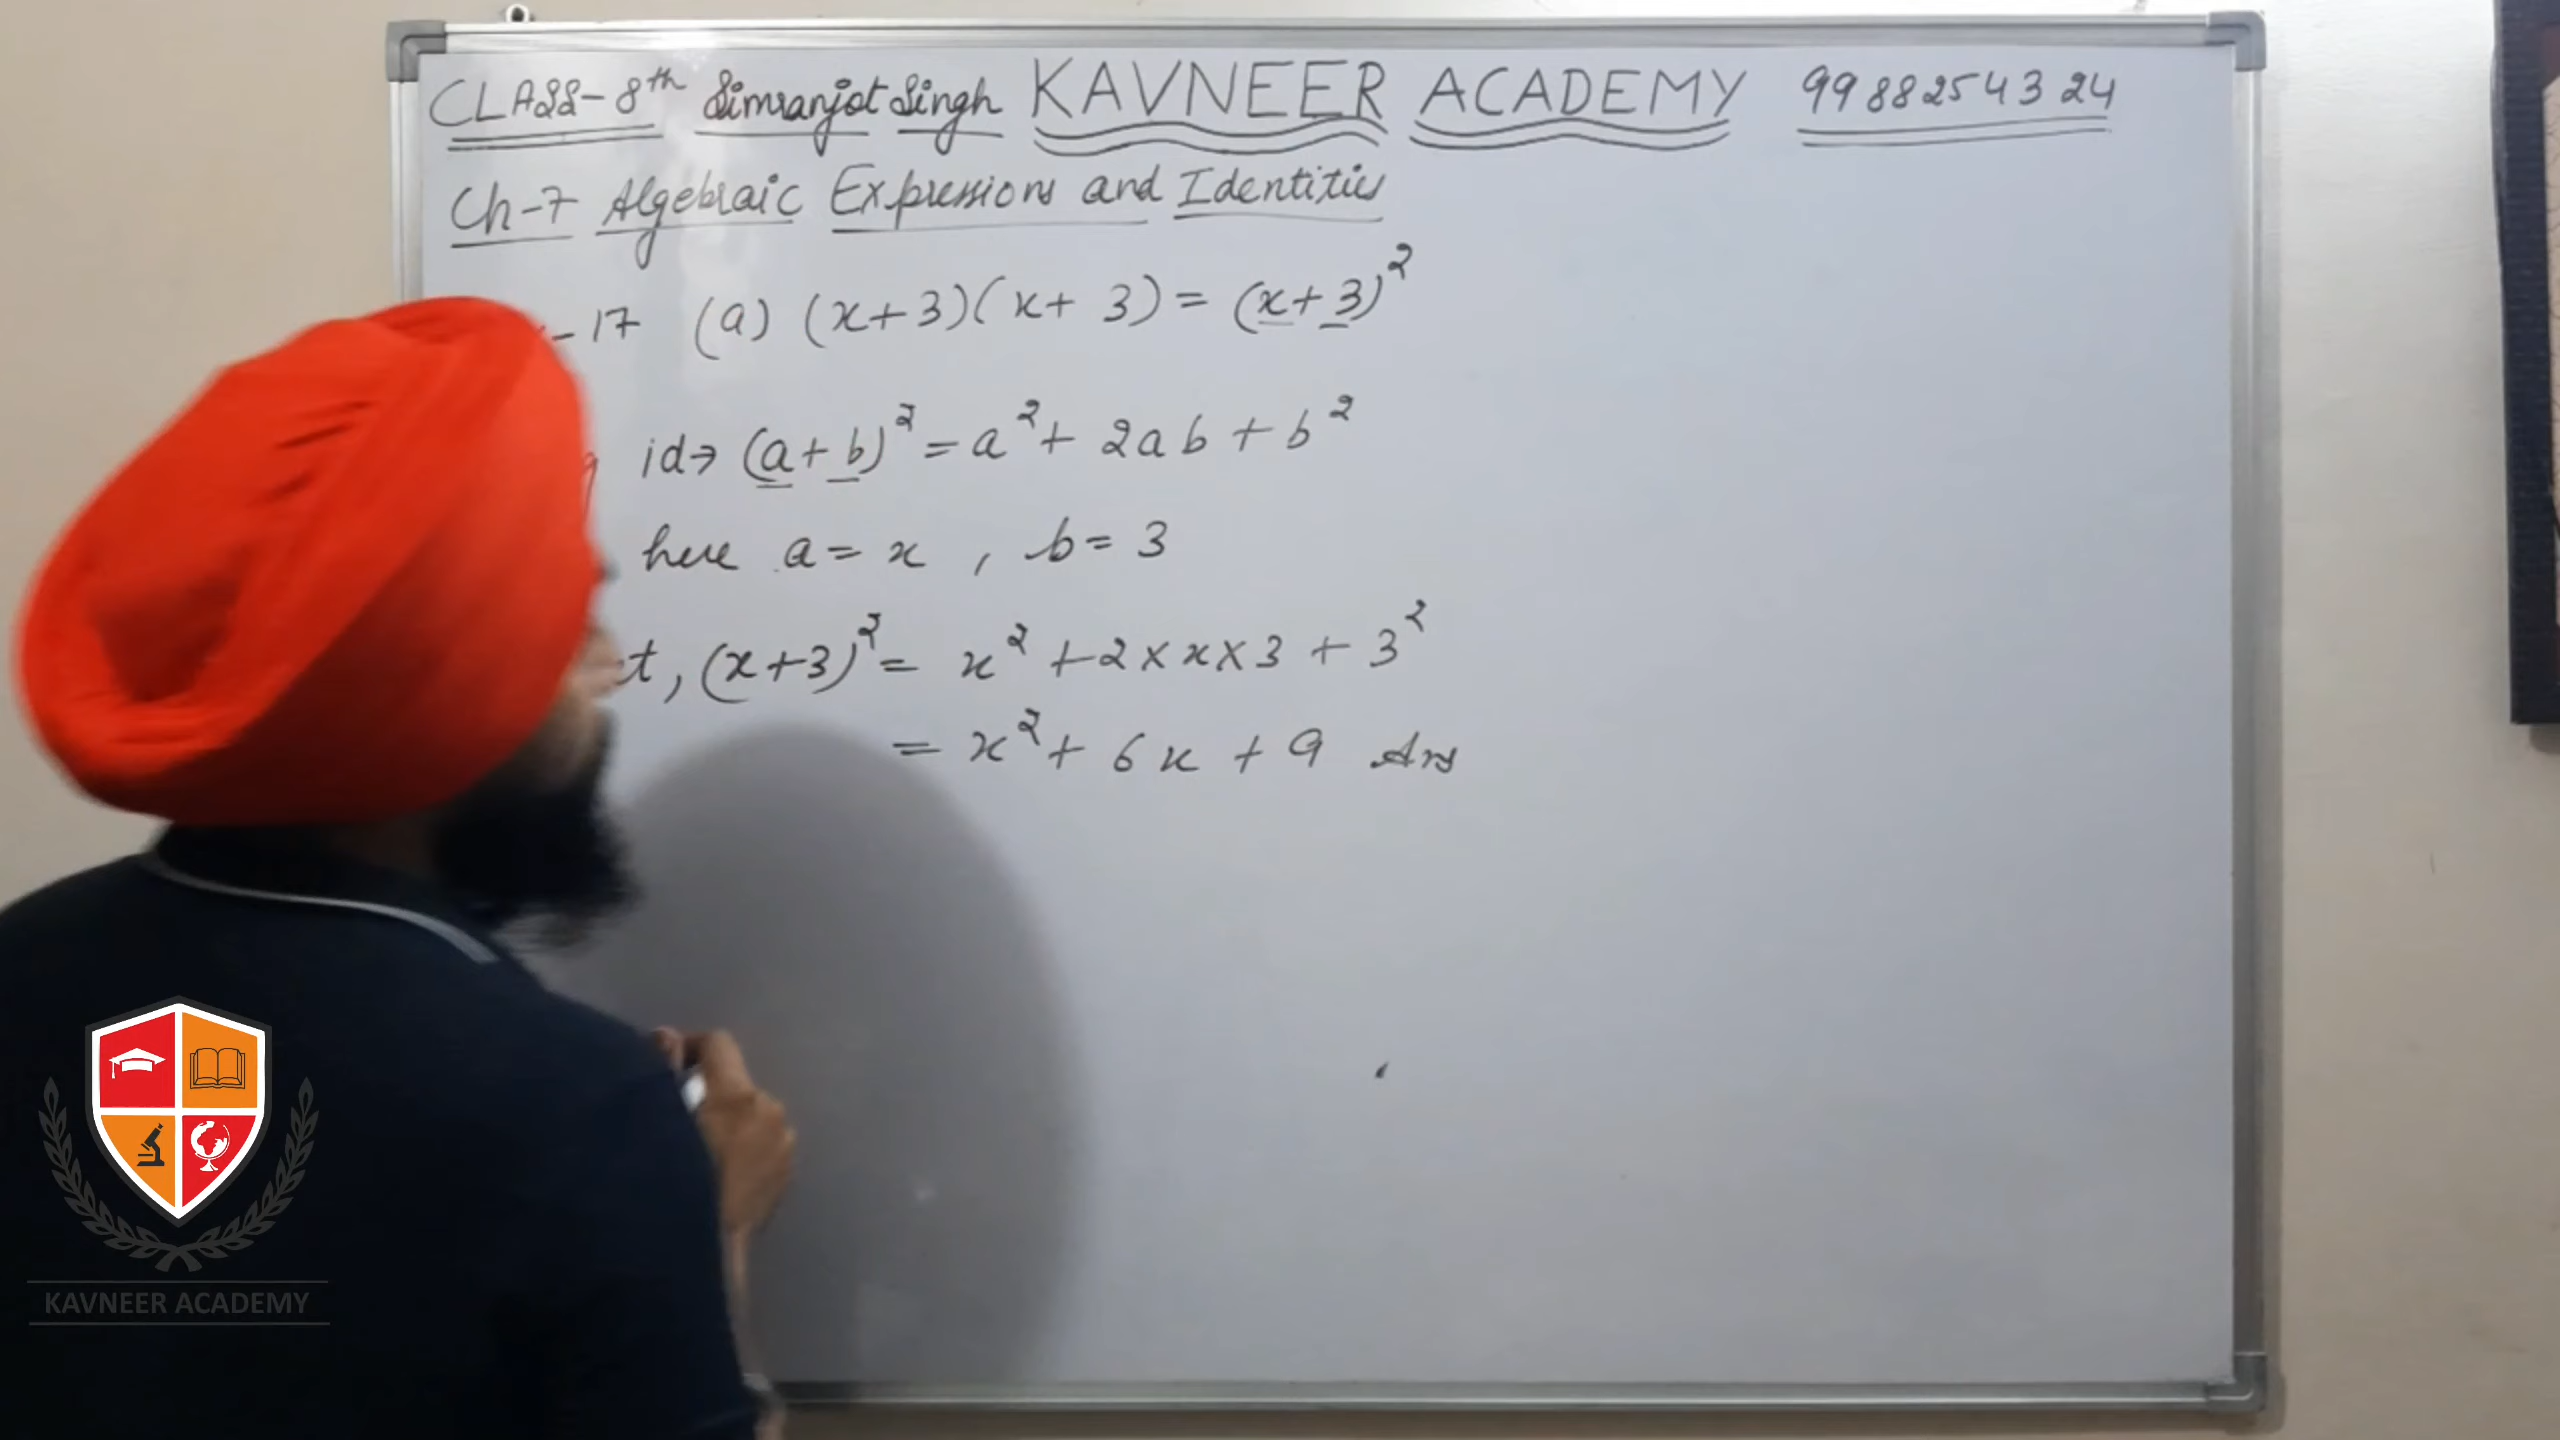 CLASS-8th Simranjot Singh KAVNEER ACADEMY 9988254324
Ch-7 Algebraic Expressions and Identities
-17 (a) (x+3)(x+ 3) = (x+3)²
id→ (a+b)² = a² + 2ab + b²
here a = x , b = 3
t, (x+3)² = x² + 2×x×3 + 3²
= x² + 6x + 9 Ans
KAVNEER ACADEMY